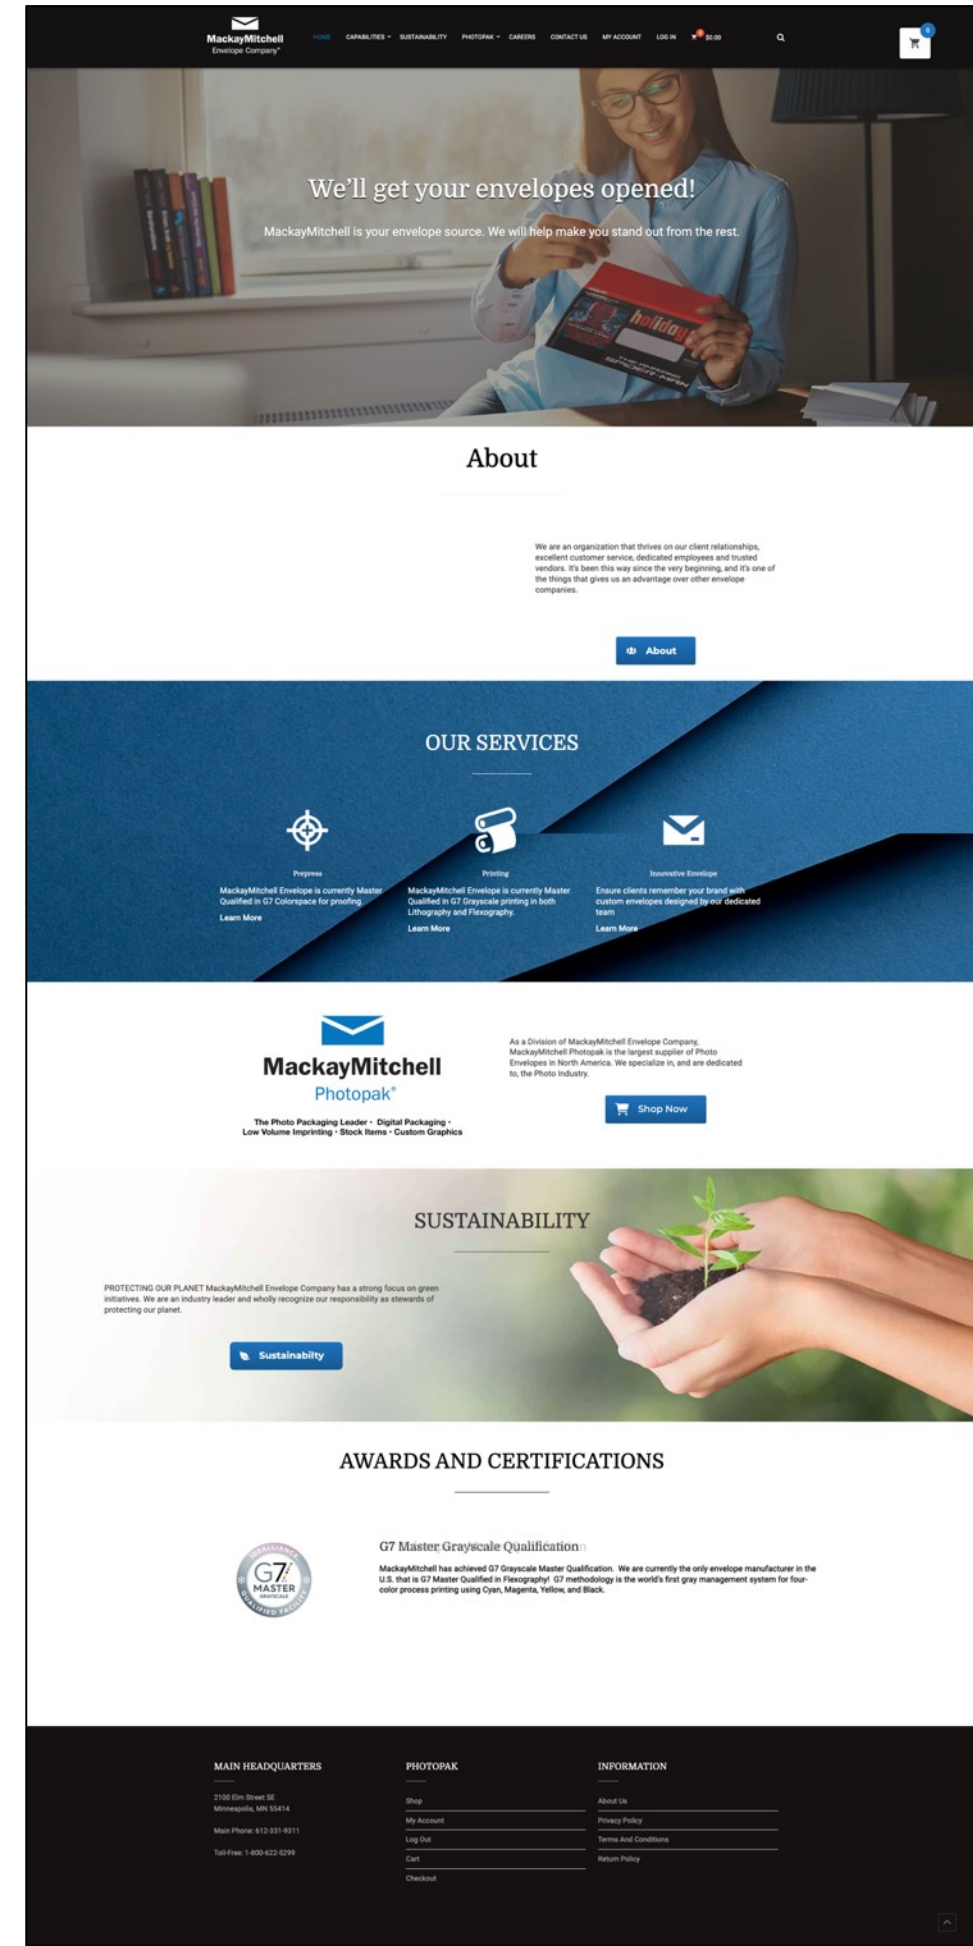 MackayMitchell
Envelope Company®
HOME CAPABILITIES SUSTAINABILITY PHOTOPAK CAREERS CONTACT US MY ACCOUNT LOG IN 0 $0.00
0
We'll get your envelopes opened!
MackayMitchell is your envelope source. We will help make you stand out from the rest.
holiday
THE AMAZING
SPIDER-MAN
About
We are an organization that thrives on our client relationships,
excellent customer service, dedicated employees and trusted
vendors. It's been this way since the very beginning, and it's one of
the things that gives us an advantage over other envelope
companies.
About
OUR SERVICES
Prepress
MackayMitchell Envelope is currently Master
Qualified in G7 Colorspace for proofing.
Learn More
Printing
MackayMitchell Envelope is currently Master
Qualified in G7 Grayscale printing in both
Lithography and Flexography.
Learn More
Innovative Envelope
Ensure clients remember your brand with
custom envelopes designed by our dedicated
team
Learn More
MackayMitchell
Photopak®
The Photo Packaging Leader • Digital Packaging •
Low Volume Imprinting • Stock Items • Custom Graphics
As a Division of MackayMitchell Envelope Company,
MackayMitchell Photopak is the largest supplier of Photo
Envelopes in North America. We specialize in, and are dedicated
to, the Photo Industry.
Shop Now
SUSTAINABILITY
PROTECTING OUR PLANET MackayMitchell Envelope Company has a strong focus on green
initiatives. We are an industry leader and wholly recognize our responsibility as stewards of
protecting our planet.
Sustainabilty
AWARDS AND CERTIFICATIONS
IDEALLIANCE
G7
MASTER
GRAYSCALE
QUALIFIED FACILITY
G7 Master Grayscale Qualification
MackayMitchell has achieved G7 Grayscale Master Qualification. We are currently the only envelope manufacturer in the
U.S. that is G7 Master Qualified in Flexography! G7 methodology is the world's first gray management system for four-
color process printing using Cyan, Magenta, Yellow, and Black.
MAIN HEADQUARTERS
2100 Elm Street SE
Minneapolis, MN 55414
Main Phone: 612-331-9311
Toll-Free: 1-800-622-5299
PHOTOPAK
Shop
My Account
Log Out
Cart
Checkout
INFORMATION
About Us
Privacy Policy
Terms And Conditions
Return Policy